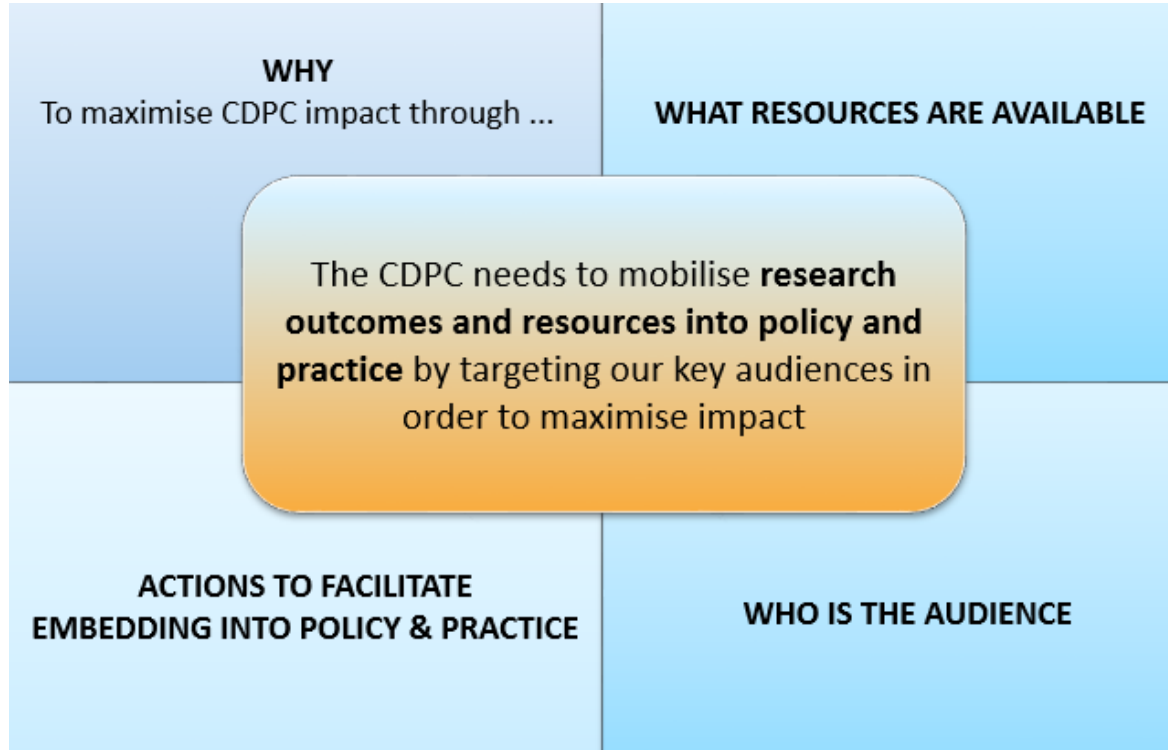 WHY
To maximise CDPC impact through ...
WHAT RESOURCES ARE AVAILABLE
The CDPC needs to mobilise research
outcomes and resources into policy and
practice by targeting our key audiences in
order to maximise impact
ACTIONS TO FACILITATE
EMBEDDING INTO POLICY & PRACTICE
WHO IS THE AUDIENCE